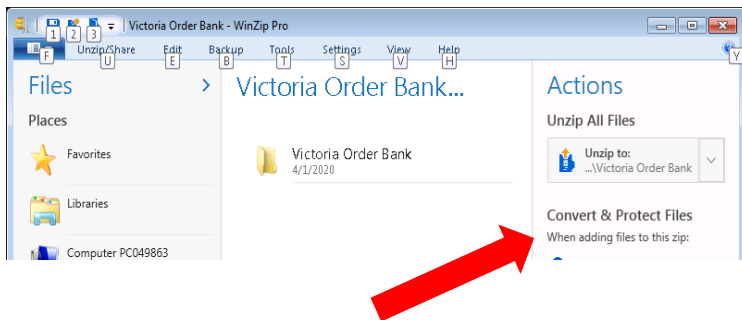 Victoria Order Bank - WinZip Pro
1 2 3
Unzip/Share Edit Backup Tools Settings View Help
F U E B T S V H Y
Files
Places
Favorites
Libraries
Computer PC049863
Victoria Order Bank...
Victoria Order Bank
4/1/2020
Actions
Unzip All Files
Unzip to:
...\Victoria Order Bank
Convert & Protect Files
When adding files to this zip: